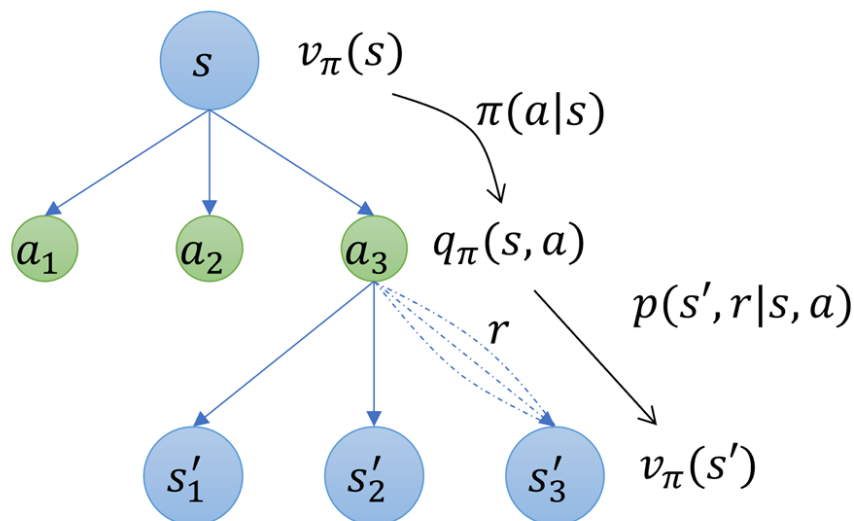 s
v_π(s)
π(a|s)
a_1
a_2
a_3
q_π(s, a)
p(s′, r|s, a)
r
s′_1
s′_2
s′_3
v_π(s′)